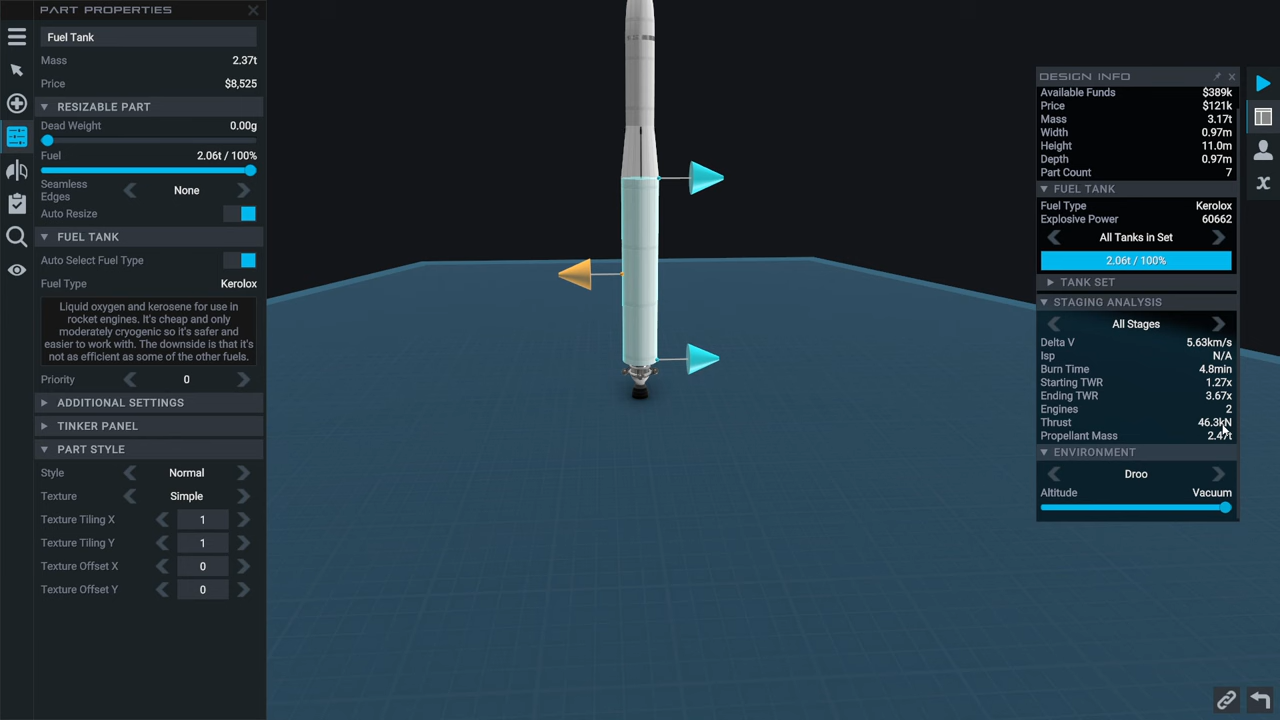 PART PROPERTIES
Fuel Tank
Mass 2.37t
Price $8,525
RESIZABLE PART
Dead Weight 0.00g
Fuel 2.06t / 100%
Seamless Edges None
Auto Resize
FUEL TANK
Auto Select Fuel Type
Fuel Type Kerolox
Liquid oxygen and kerosene for use in
rocket engines. It's cheap and only
moderately cryogenic so it's safer and
easier to work with. The downside is that it's
not as efficient as some of the other fuels.
Priority 0
ADDITIONAL SETTINGS
TINKER PANEL
PART STYLE
Style Normal
Texture Simple
Texture Tiling X 1
Texture Tiling Y 1
Texture Offset X 0
Texture Offset Y 0
DESIGN INFO
Available Funds $389k
Price $121k
Mass 3.17t
Width 0.97m
Height 11.0m
Depth 0.97m
Part Count 7
FUEL TANK
Fuel Type Kerolox
Explosive Power 60662
All Tanks in Set
2.06t / 100%
TANK SET
STAGING ANALYSIS
All Stages
Delta V 5.63km/s
Isp N/A
Burn Time 4.8min
Starting TWR 1.27x
Ending TWR 3.67x
Engines 2
Thrust 46.3kN
Propellant Mass 2.47t
ENVIRONMENT
Droo
Altitude Vacuum